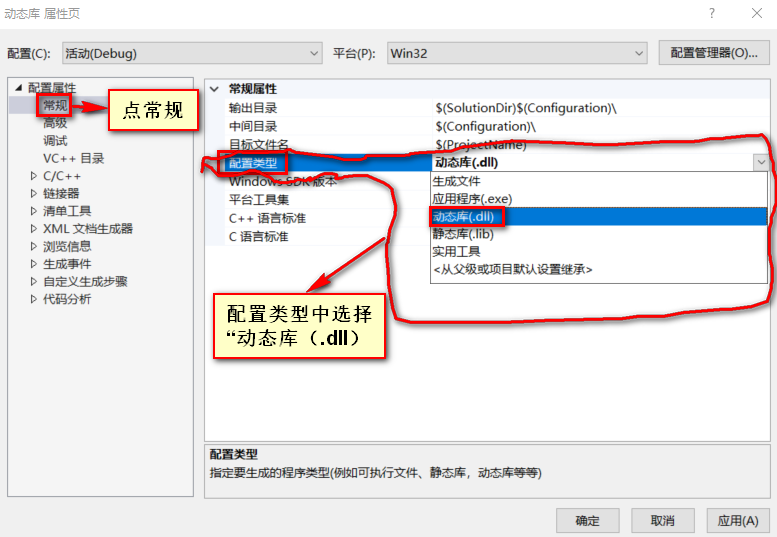 动态库 属性页
配置(C): 活动(Debug) 平台(P): Win32 配置管理器(O)...
配置属性
常规
高级
调试
VC++ 目录
C/C++
链接器
清单工具
XML 文档生成器
浏览信息
生成事件
自定义生成步骤
代码分析
点常规
常规属性
输出目录 $(SolutionDir)$(Configuration)\
中间目录 $(Configuration)\
目标文件名 $(ProjectName)
配置类型 动态库(.dll)
Windows SDK 版本
平台工具集
C++ 语言标准
C 语言标准
生成文件
应用程序(.exe)
动态库(.dll)
静态库(.lib)
实用工具
<从父级或项目默认设置继承>
配置类型中选择
“动态库（.dll）
配置类型
指定要生成的程序类型(例如可执行文件、静态库，动态库等等)
确定 取消 应用(A)